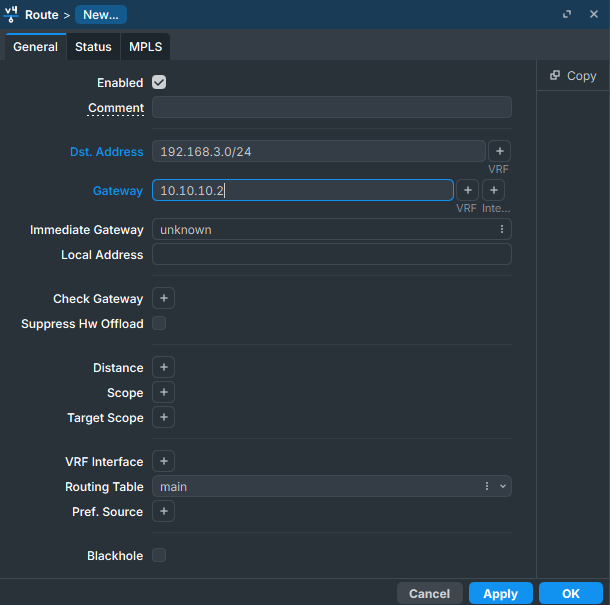 v4 Route > New...
General Status MPLS
Enabled
Copy
Comment
Dst. Address 192.168.3.0/24 +
VRF
Gateway 10.10.10.2 + +
VRF Inte...
Immediate Gateway unknown
Local Address
Check Gateway +
Suppress Hw Offload
Distance +
Scope +
Target Scope +
VRF Interface +
Routing Table main
Pref. Source +
Blackhole
Cancel Apply OK